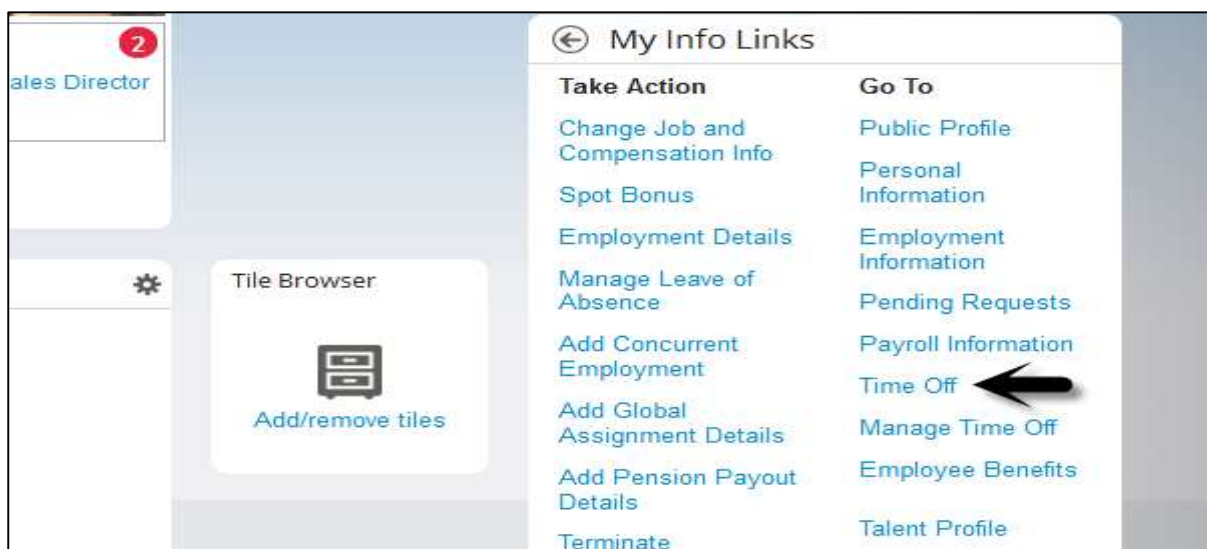 2
ales Director
Tile Browser
Add/remove tiles
My Info Links
Take Action
Change Job and
Compensation Info
Spot Bonus
Employment Details
Manage Leave of
Absence
Add Concurrent
Employment
Add Global
Assignment Details
Add Pension Payout
Details
Terminate
Go To
Public Profile
Personal
Information
Employment
Information
Pending Requests
Payroll Information
Time Off
Manage Time Off
Employee Benefits
Talent Profile